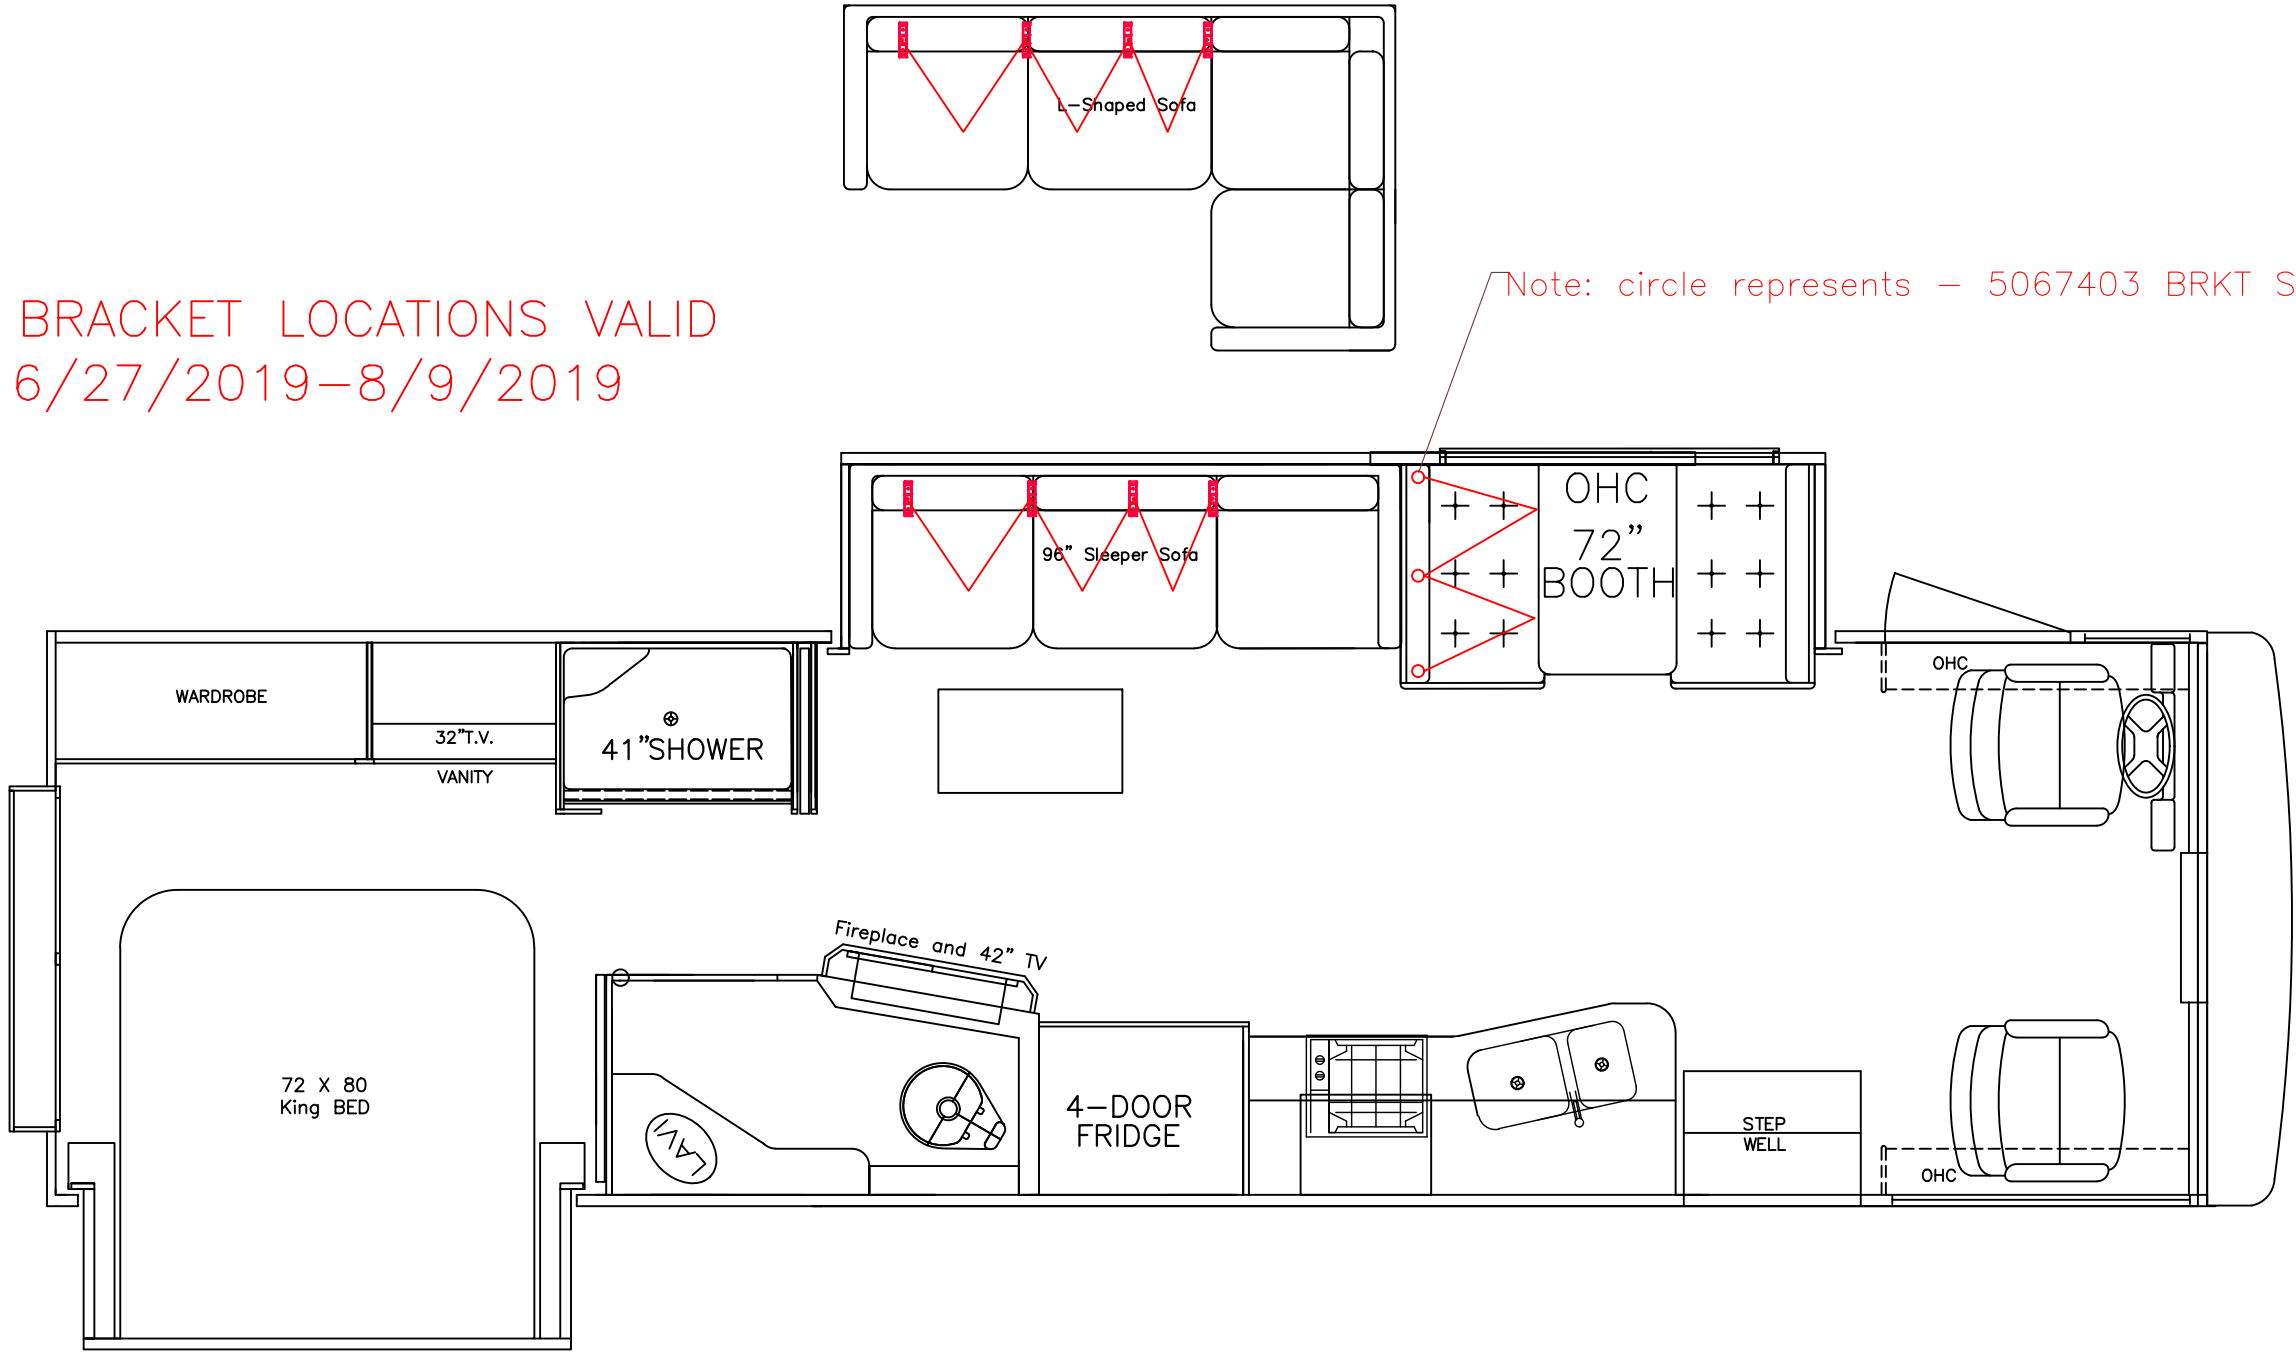 L-Shaped Sofa
Note: circle represents - 5067403 BRKT S
BRACKET LOCATIONS VALID
6/27/2019-8/9/2019
OHC
72"
BOOTH
96" Sleeper Sofa
OHC
WARDROBE
32"T.V.
VANITY
41"SHOWER
Fireplace and 42" TV
72 X 80
King BED
4-DOOR
FRIDGE
STEP
WELL
LAVI
OHC